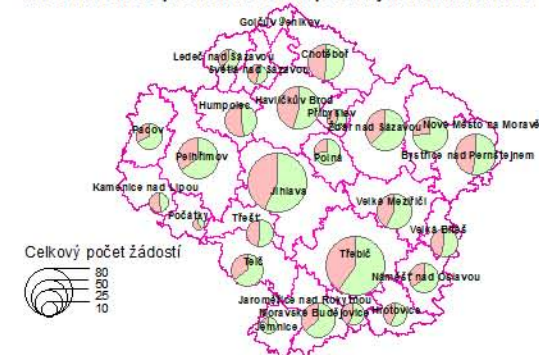 Golčův Jeníkov
Chotěboř
Ledeč nad Sázavou
Světlá nad Sázavou
Havlíčkův Brod
Humpolec
Přibyslav
Žďár nad Sázavou
Nové Město na Moravě
Pacov
Pelhřimov
Polná
Bystřice nad Pernštejnem
Jihlava
Kamenice nad Lipou
Velké Meziříčí
Počátky
Třešť
Velká Bíteš
Celkový počet žádostí
Telč
Třebíč
Náměšť nad Oslavou
80
50
25
10
Jaroměřice nad Rokytnou
Moravské Budějovice
Hrotovice
Jemnice